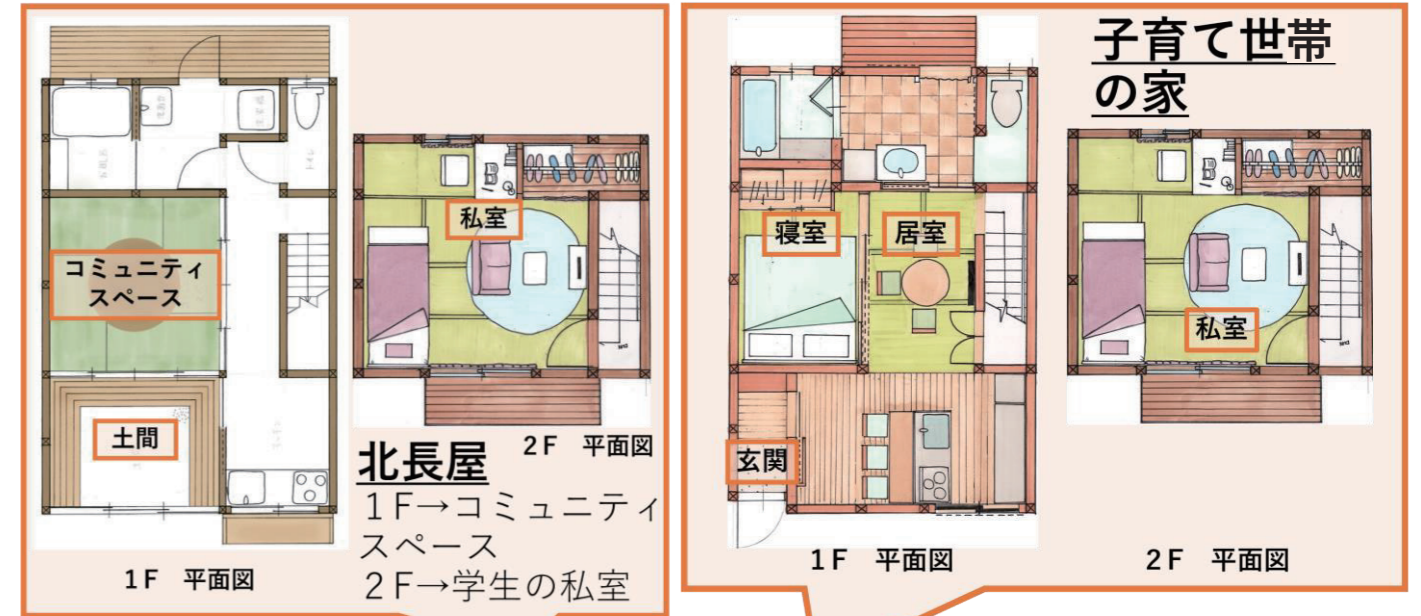 コミュニティ
スペース
土間
1F 平面図
私室
2F 平面図
北長屋
1F→コミュニティ
スペース
2F→学生の私室
子育て世帯
の家
寝室
居室
玄関
1F 平面図
私室
2F 平面図